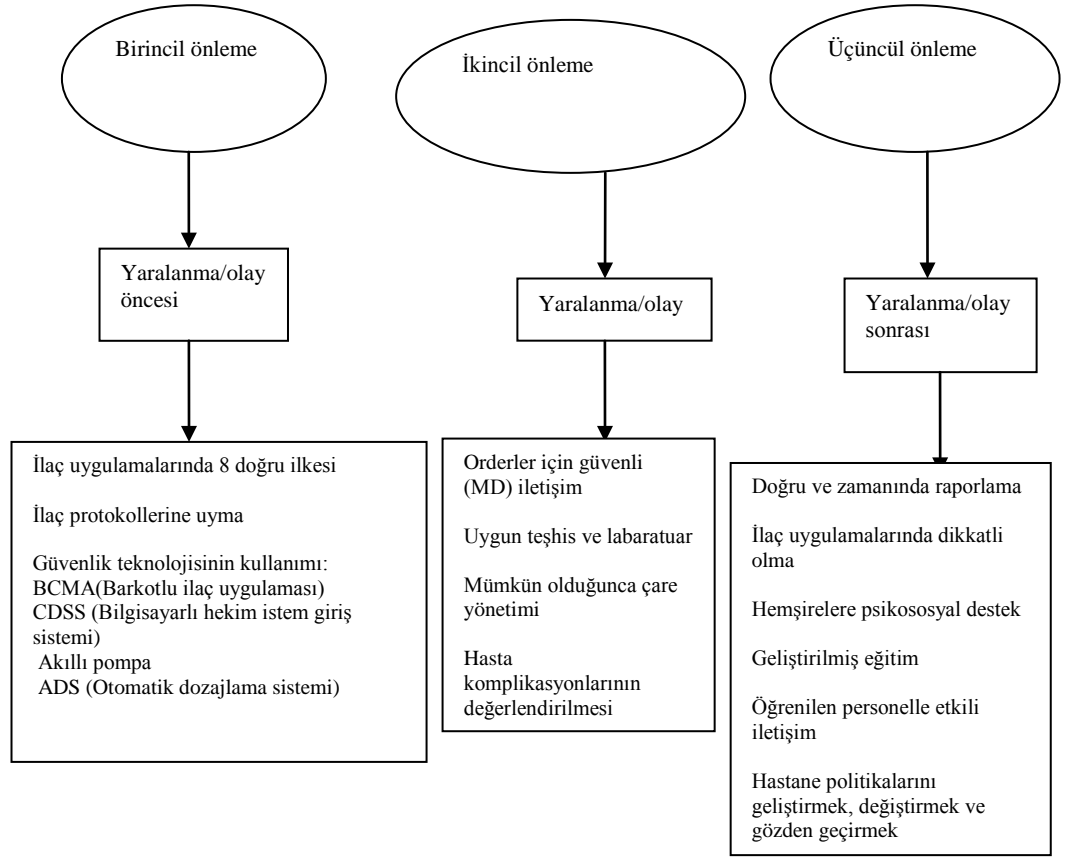 Birincil önleme
Yaralanma/olay
öncesi
İlaç uygulamalarında 8 doğru ilkesi
İlaç protokollerine uyma
Güvenlik teknolojisinin kullanımı:
BCMA(Barkotlu ilaç uygulaması)
CDSS (Bilgisayarlı hekim istem giriş
sistemi)
Akıllı pompa
ADS (Otomatik dozajlama sistemi)
İkincil önleme
Yaralanma/olay
Orderler için güvenli
(MD) iletişim
Uygun teşhis ve labaratuar
Mümkün olduğunca çare
yönetimi
Hasta
komplikasyonlarının
değerlendirilmesi
Üçüncül önleme
Yaralanma/olay
sonrası
Doğru ve zamanında raporlama
İlaç uygulamalarında dikkatli
olma
Hemşirelere psikososyal destek
Geliştirilmiş eğitim
Öğrenilen personelle etkili
iletişim
Hastane politikalarını
geliştirmek, değiştirmek ve
gözden geçirmek